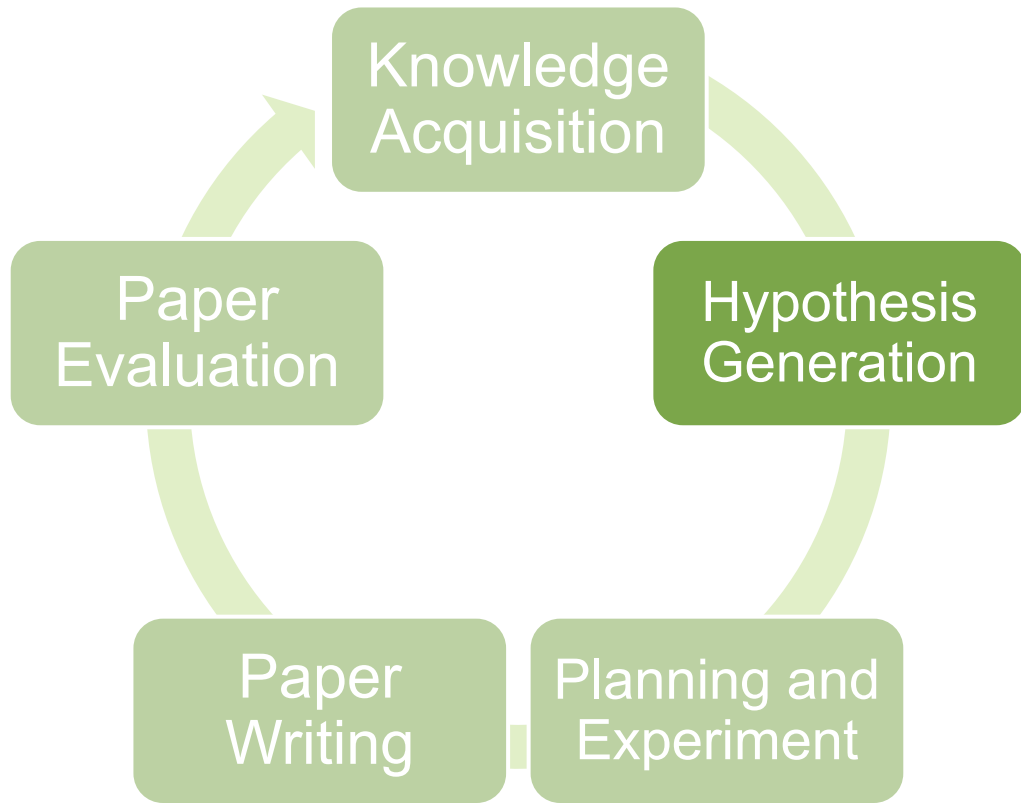 Knowledge
Acquisition
Hypothesis
Generation
Planning and
Experiment
Paper
Writing
Paper
Evaluation